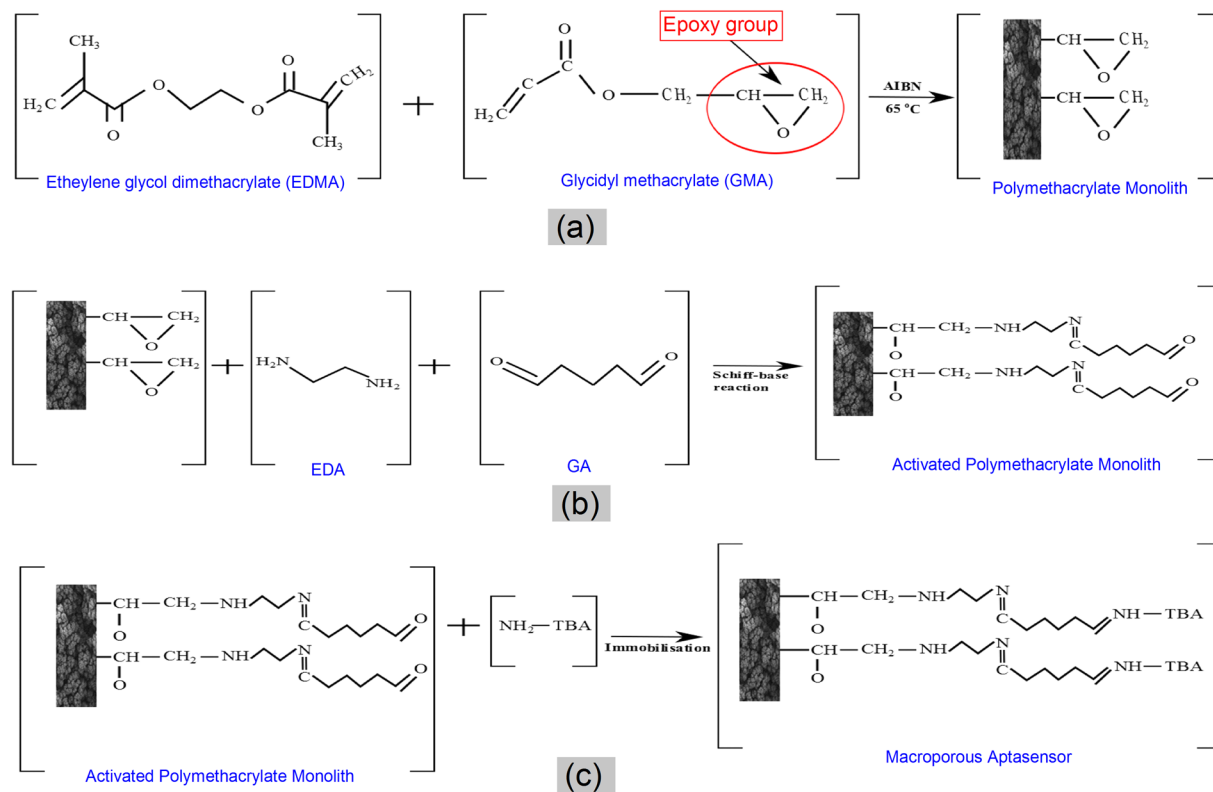 Epoxy group
CH3
H2C
O
O
O
O
CH2
CH3
Etheylene glycol dimethacrylate (EDMA)
+
O
H2C
O
CH2
CH
CH2
O
Glycidyl methacrylate (GMA)
AIBN
65 °C
CH
CH2
O
CH
CH2
O
Polymethacrylate Monolith
(a)
CH
CH2
O
CH
CH2
O
+
H2N
NH2
EDA
+
O
O
GA
Schiff-base
reaction
CH
CH2
NH
N
O
C
O
CH
CH2
NH
N
O
C
O
Activated Polymethacrylate Monolith
(b)
CH
CH2
NH
N
O
C
O
CH
CH2
NH
N
O
C
O
Activated Polymethacrylate Monolith
+
NH2-TBA
Immobilisation
CH
CH2
NH
N
O
C
NH
TBA
CH
CH2
NH
N
O
C
NH
TBA
Macroporous Aptasensor
(c)